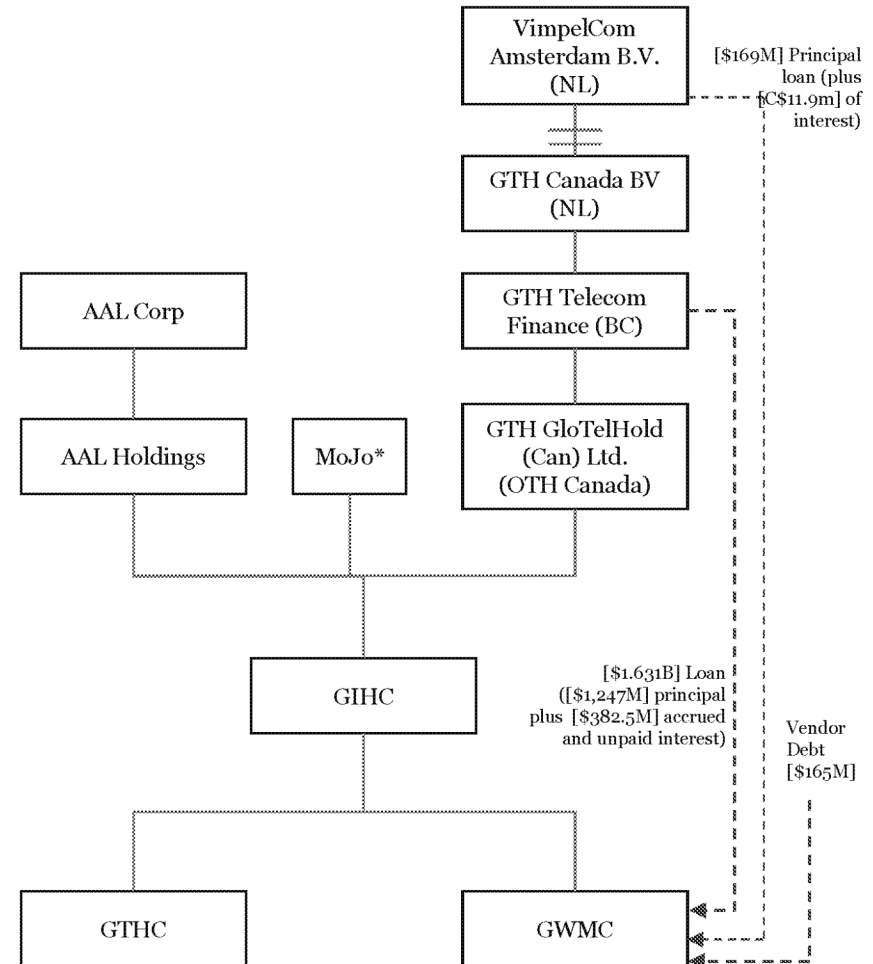 VimpelCom
Amsterdam B.V.
(NL)
[$169M] Principal
loan (plus
[C$11.9m] of
interest)
GTH Canada BV
(NL)
AAL Corp
GTH Telecom
Finance (BC)
AAL Holdings
MoJo*
GTH GloTelHold
(Can) Ltd.
(OTH Canada)
GIHC
[$1.631B] Loan
([$1,247M] principal
plus [$382.5M] accrued
and unpaid interest)
Vendor
Debt
[$165M]
GTHC
GWMC